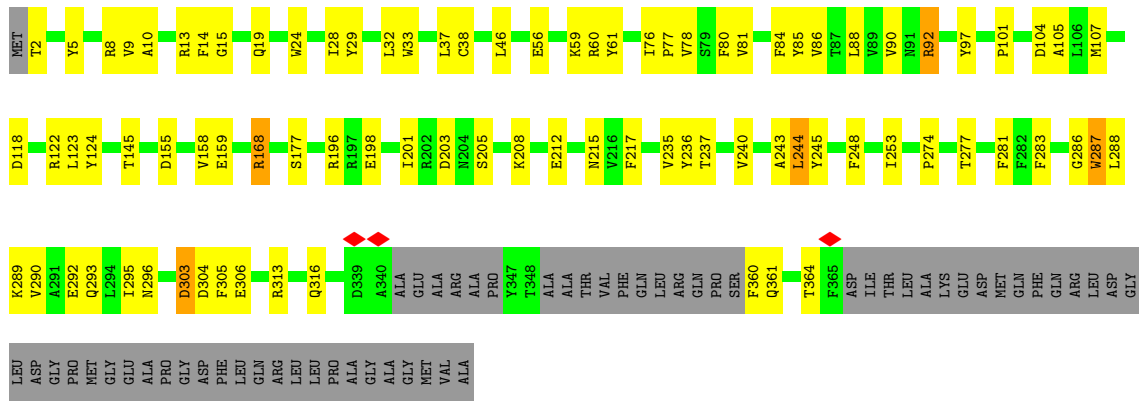 MET T2 Y5 R8 V9 A10 R13 F14 G15 Q19 W24 I28 Y29 L32 W33 L37 C38 L46 E56 K59 R60 Y61 I76 P77 V78 S79 F80 V81 F84 Y85 V86 T87 L88 V89 V90 N91 R92 Y97 P101 D104 A105 L106 M107
D118 R122 L123 Y124 T145 D155 V158 E159 R168 S177 R196 R197 E198 I201 R202 D203 N204 S205 K208 E212 N215 V216 F217 V235 Y236 T237 V240 A243 L244 Y245 F248 I253 P274 T277 F281 F282 F283 G286 W287 L288
K289 V290 A291 E292 Q293 L294 I295 N296 D303 D304 F305 E306 R313 Q316 D339 A340 ALA GLU ALA ARG ALA PRO Y347 T348 ALA ALA THR VAL PHE GLN LEU ARG GLN PRO SER F360 Q361 T364 F365 ASP ILE THR LEU ALA LYS GLU ASP MET GLN PHE GLN ARG LEU ASP GLY
LEU ASP GLY PRO MET GLY GLU ALA PRO GLY ASP PHE LEU GLN ARG LEU LEU PRO ALA GLY ALA GLY MET VAL ALA